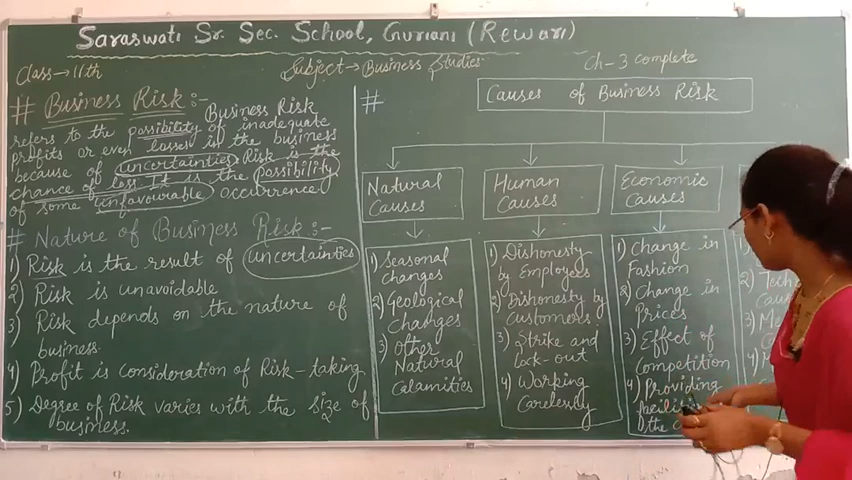 Saraswati Sr. Sec. School, Guriani (Rewari)
Class→11th
Subject→Business Studies
Ch-3 complete
# Business Risk:-
Business Risk
refers to the possibility of inadequate
profits or even losses in the business
because of uncertainties Risk is the
chance of loss. It is the possibility
of some unfavourable occurrence
# Nature of Business Risk:-
1) Risk is the result of uncertainties
2) Risk is unavoidable
3) Risk depends on the nature of
business.
4) Profit is consideration of Risk-taking
5) Degree of Risk varies with the size of
business.
#
Causes of Business Risk
Natural
Causes
1) Seasonal
changes
2) Geological
Changes
3) Other
Natural
Calamities
Human
Causes
1) Dishonesty
by Employees
2) Dishonesty by
Customers
3) Strike and
Lock-out
4) Working
Carelessly
Economic
Causes
1) Change in
Fashion
2) Change in
Prices
3) Effect of
Competition
4) Providing
the
1)
2)
3)
4)